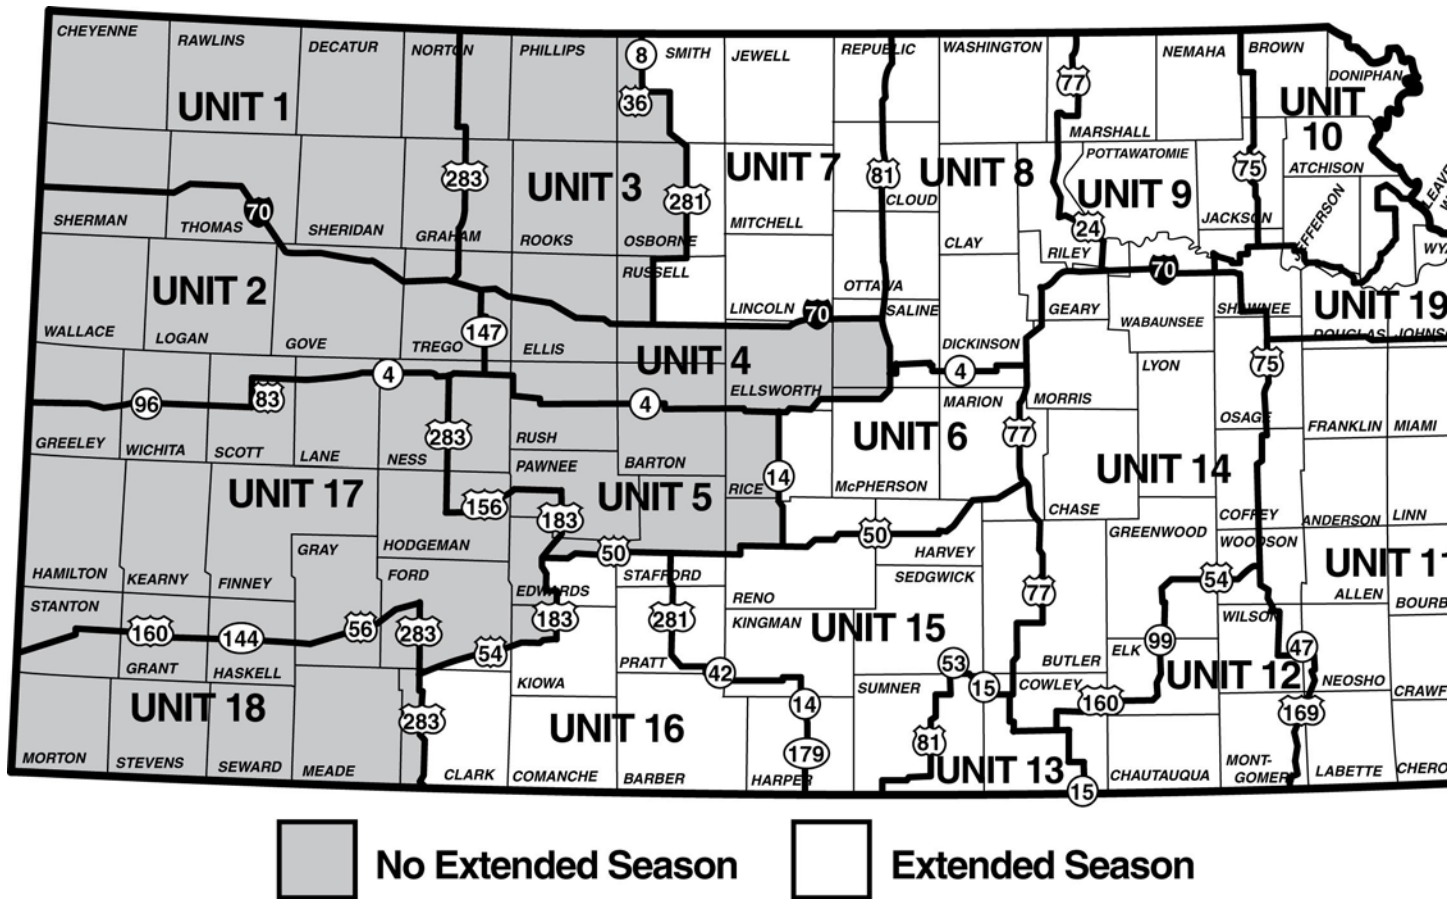 CHEYENNE
RAWLINS
DECATUR
NORTON
PHILLIPS
8
SMITH
JEWELL
REPUBLIC
WASHINGTON
77
NEMAHA
BROWN
DONIPHAN
UNIT 1
36
UNIT
10
MARSHALL
283
UNIT 3
281
UNIT 7
81
UNIT 8
POTTAWATOMIE
UNIT 9
75
ATCHISON
SHERMAN
THOMAS
70
SHERIDAN
GRAHAM
ROOKS
OSBORNE
MITCHELL
CLOUD
CLAY
24
RILEY
JACKSON
JEFFERSON
UNIT 2
RUSSELL
OTTAWA
70
WALLACE
LOGAN
GOVE
147
TREGO
ELLIS
LINCOLN
70
SALINE
DICKINSON
GEARY
WABAUNSEE
SHAWNEE
UNIT 19
DOUGLAS
UNIT 4
4
96
83
4
ELLSWORTH
4
MARION
MORRIS
LYON
75
OSAGE
FRANKLIN
MIAMI
GREELEY
WICHITA
SCOTT
LANE
283
NESS
RUSH
PAWNEE
BARTON
UNIT 6
77
UNIT 14
UNIT 17
156
183
UNIT 5
RICE
14
McPHERSON
CHASE
COFFEY
ANDERSON
LINN
HAMILTON
KEARNY
FINNEY
GRAY
HODGEMAN
FORD
50
STAFFORD
50
HARVEY
SEDGWICK
GREENWOOD
WOODSON
54
ALLEN
STANTON
160
144
56
283
EDWARDS
183
281
RENO
KINGMAN
UNIT 15
77
99
WILSON
47
GRANT
HASKELL
54
KIOWA
PRATT
42
53
15
SUMNER
COWLEY
BUTLER
ELK
160
UNIT 12
NEOSHO
UNIT 18
283
UNIT 16
14
81
169
MORTON
STEVENS
SEWARD
MEADE
CLARK
COMANCHE
BARBER
179
HARPER
UNIT 13
15
CHAUTAUQUA
MONT-
LABETTE
No Extended Season
Extended Season